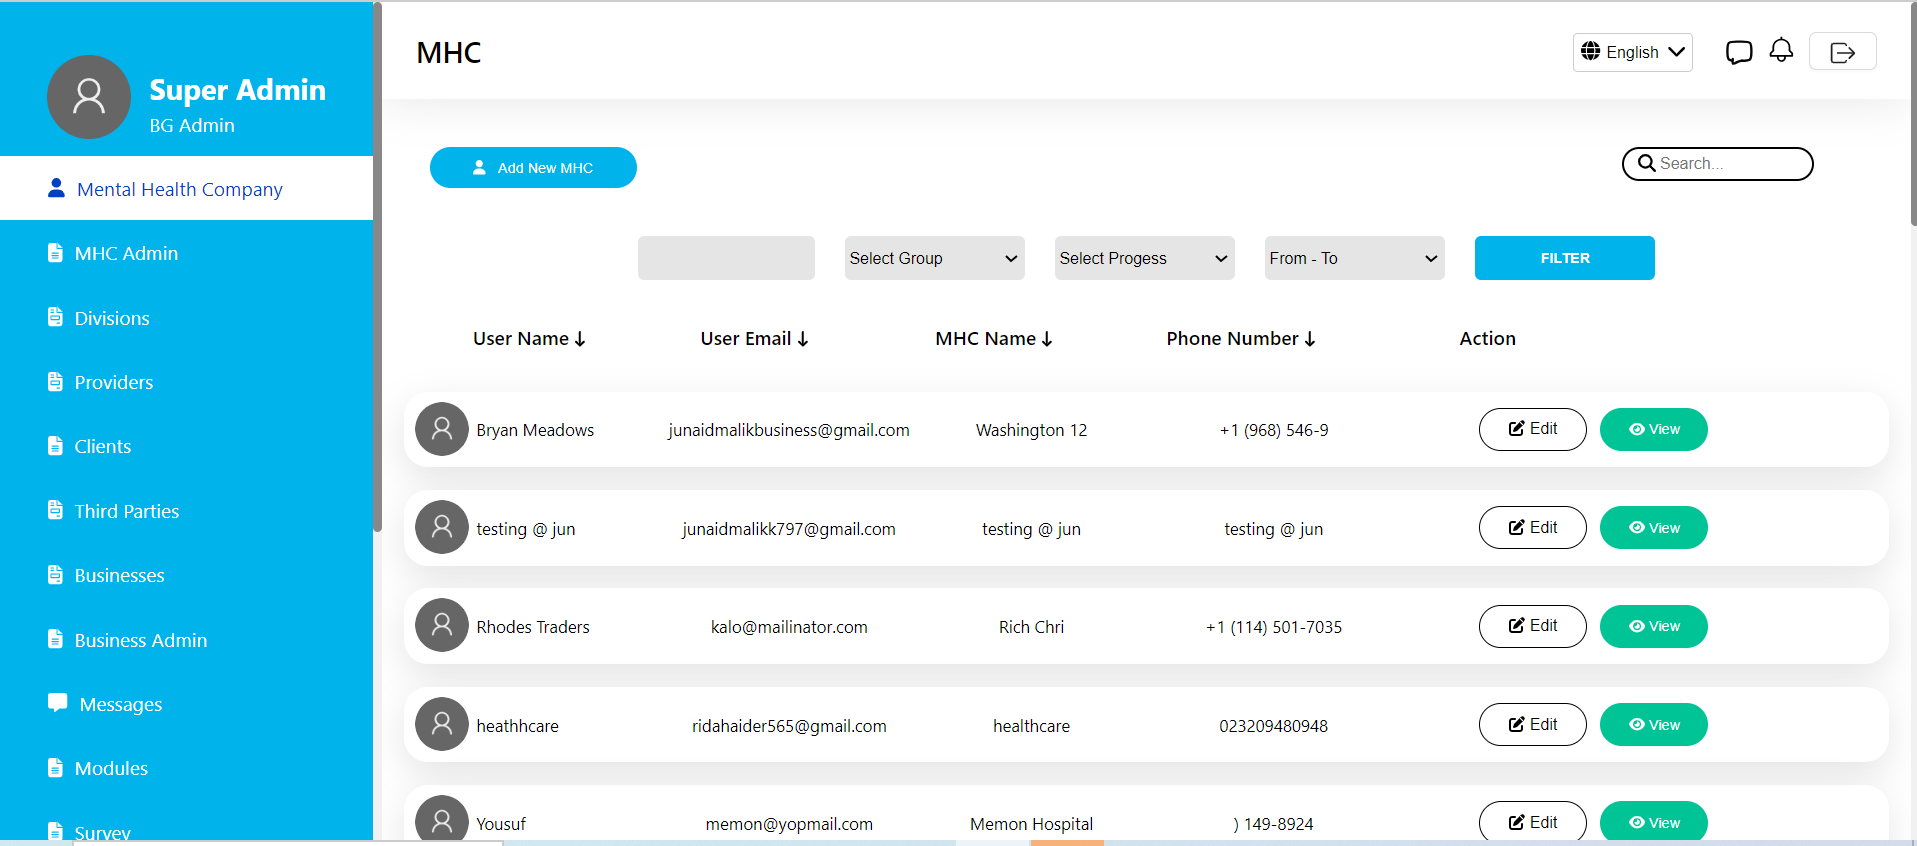 Super Admin
BG Admin
Mental Health Company
MHC Admin
Divisions
Providers
Clients
Third Parties
Businesses
Business Admin
Messages
Modules
Survey
MHC
English
Add New MHC
Search...
Select Group
Select Progess
From - To
FILTER
User Name User Email MHC Name Phone Number Action
Bryan Meadows junaidmalikbusiness@gmail.com Washington 12 +1 (968) 546-9 Edit View
testing @ jun junaidmalikk797@gmail.com testing @ jun testing @ jun Edit View
Rhodes Traders kalo@mailinator.com Rich Chri +1 (114) 501-7035 Edit View
heathhcare ridahaider565@gmail.com healthcare 023209480948 Edit View
Yousuf memon@yopmail.com Memon Hospital ) 149-8924 Edit View